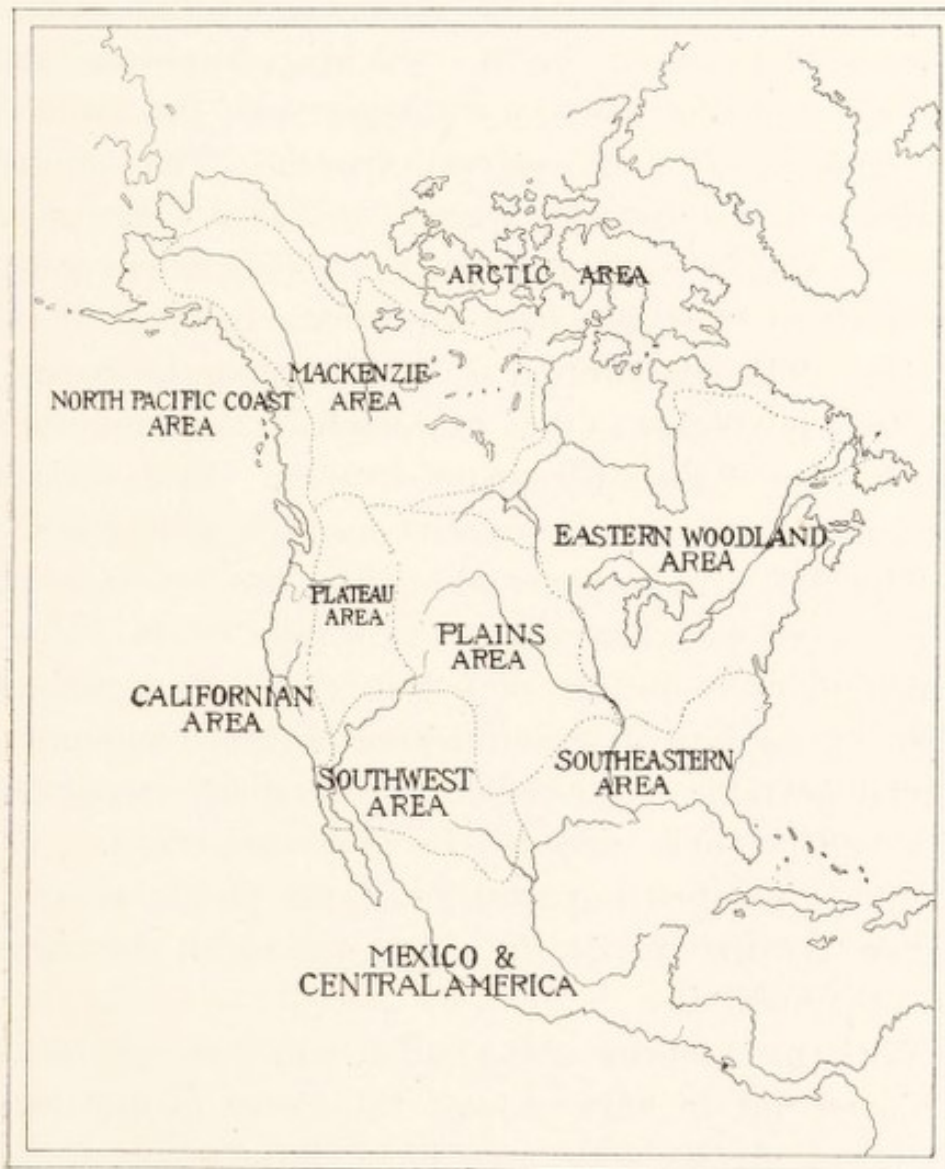 ARCTIC AREA
MACKENZIE
AREA
NORTH PACIFIC COAST
AREA
EASTERN WOODLAND
AREA
PLATEAU
AREA
PLAINS
AREA
CALIFORNIAN
AREA
SOUTHWEST
AREA
SOUTHEASTERN
AREA
MEXICO &
CENTRAL AMERICA